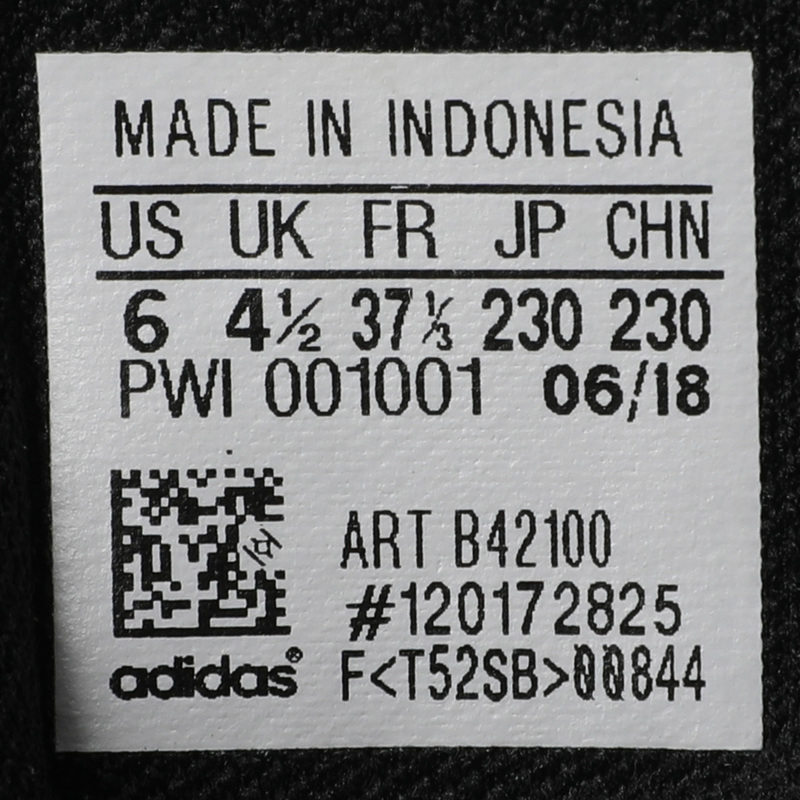 MADE IN INDONESIA
US UK FR JP CHN
6 4½ 37⅓ 230 230
PWI 001001 06/18
ART B42100
#120172825
adidas® F<T52SB>00844